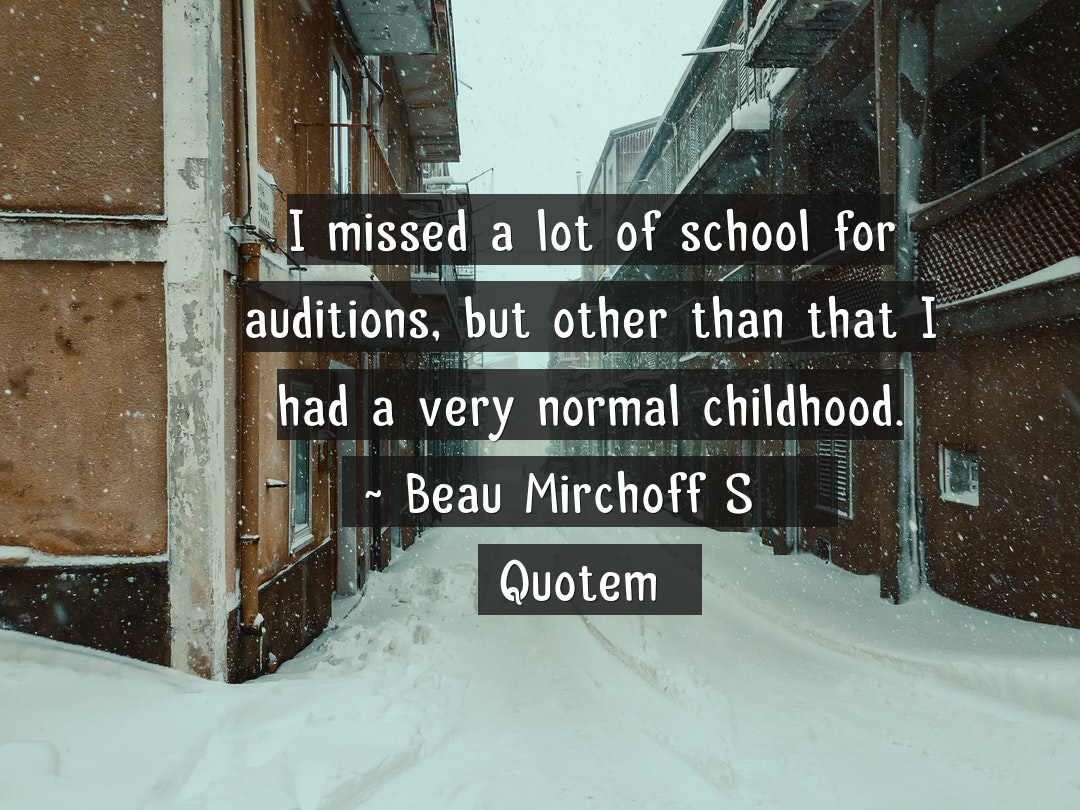 I missed a lot of school for
auditions, but other than that I
had a very normal childhood.
~ Beau Mirchoff S
Quotem